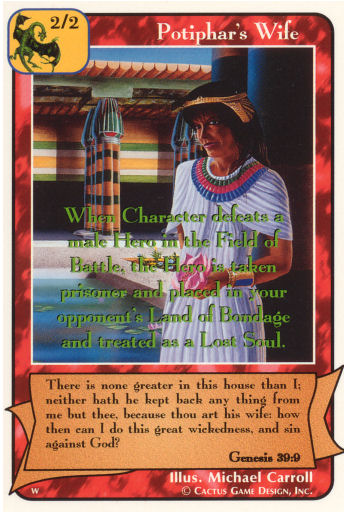 2/2
Potiphar's Wife
When Character defeats a
male Hero in the Field of
Battle, the Hero is taken
prisoner and placed in your
opponent's Land of Bondage
and treated as a Lost Soul.
There is none greater in this house than I;
neither hath he kept back any thing from
me but thee, because thou art his wife: how
then can I do this great wickedness, and sin
against God?
Genesis 39:9
Illus. Michael Carroll
W © Cactus Game Design, Inc.